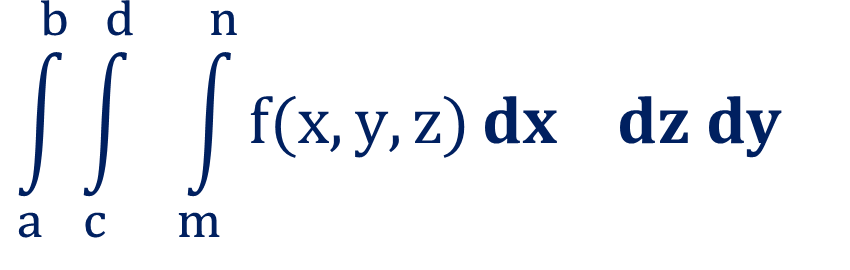 b d n
∫ ∫ ∫ f(x, y, z) dx dz dy
a c m